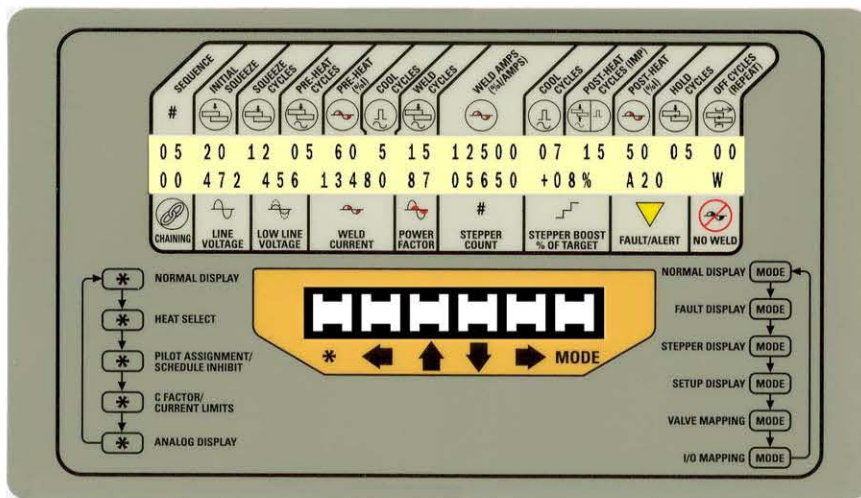 SEQUENCE
INITIAL SQUEEZE
SQUEEZE CYCLES
PRE-HEAT CYCLES
PRE-HEAT (%I)
COOL CYCLES
WELD CYCLES
WELD AMPS (%I/AMPS)
COOL CYCLES
POST-HEAT CYCLES (IMP)
POST-HEAT (%I)
HOLD CYCLES
OFF CYCLES (REPEAT)
#
05 20 12 05 60 5 15 12500 07 15 50 05 00
00 472 456 13480 87 05650 +08% A20 W
#
CHAINING
LINE VOLTAGE
LOW LINE VOLTAGE
WELD CURRENT
POWER FACTOR
STEPPER COUNT
STEPPER BOOST % OF TARGET
FAULT/ALERT
NO WELD
* NORMAL DISPLAY
* HEAT SELECT
* PILOT ASSIGNMENT/
SCHEDULE INHIBIT
* C FACTOR/
CURRENT LIMITS
* ANALOG DISPLAY
* MODE
NORMAL DISPLAY MODE
FAULT DISPLAY MODE
STEPPER DISPLAY MODE
SETUP DISPLAY MODE
VALVE MAPPING MODE
I/O MAPPING MODE